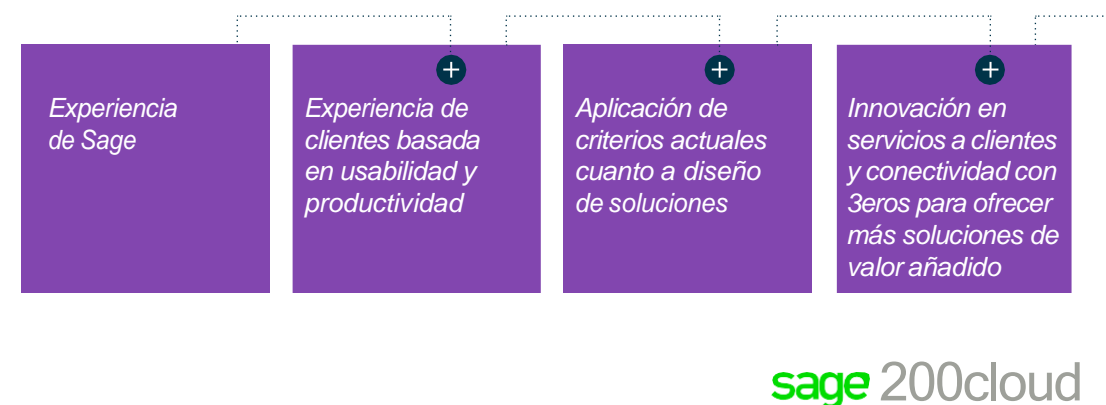 Experiencia
de Sage
Experiencia de
clientes basada
en usabilidad y
productividad
Aplicación de
criterios actuales
cuanto a diseño
de soluciones
Innovación en
servicios a clientes
y conectividad con
3eros para ofrecer
más soluciones de
valor añadido
sage 200cloud